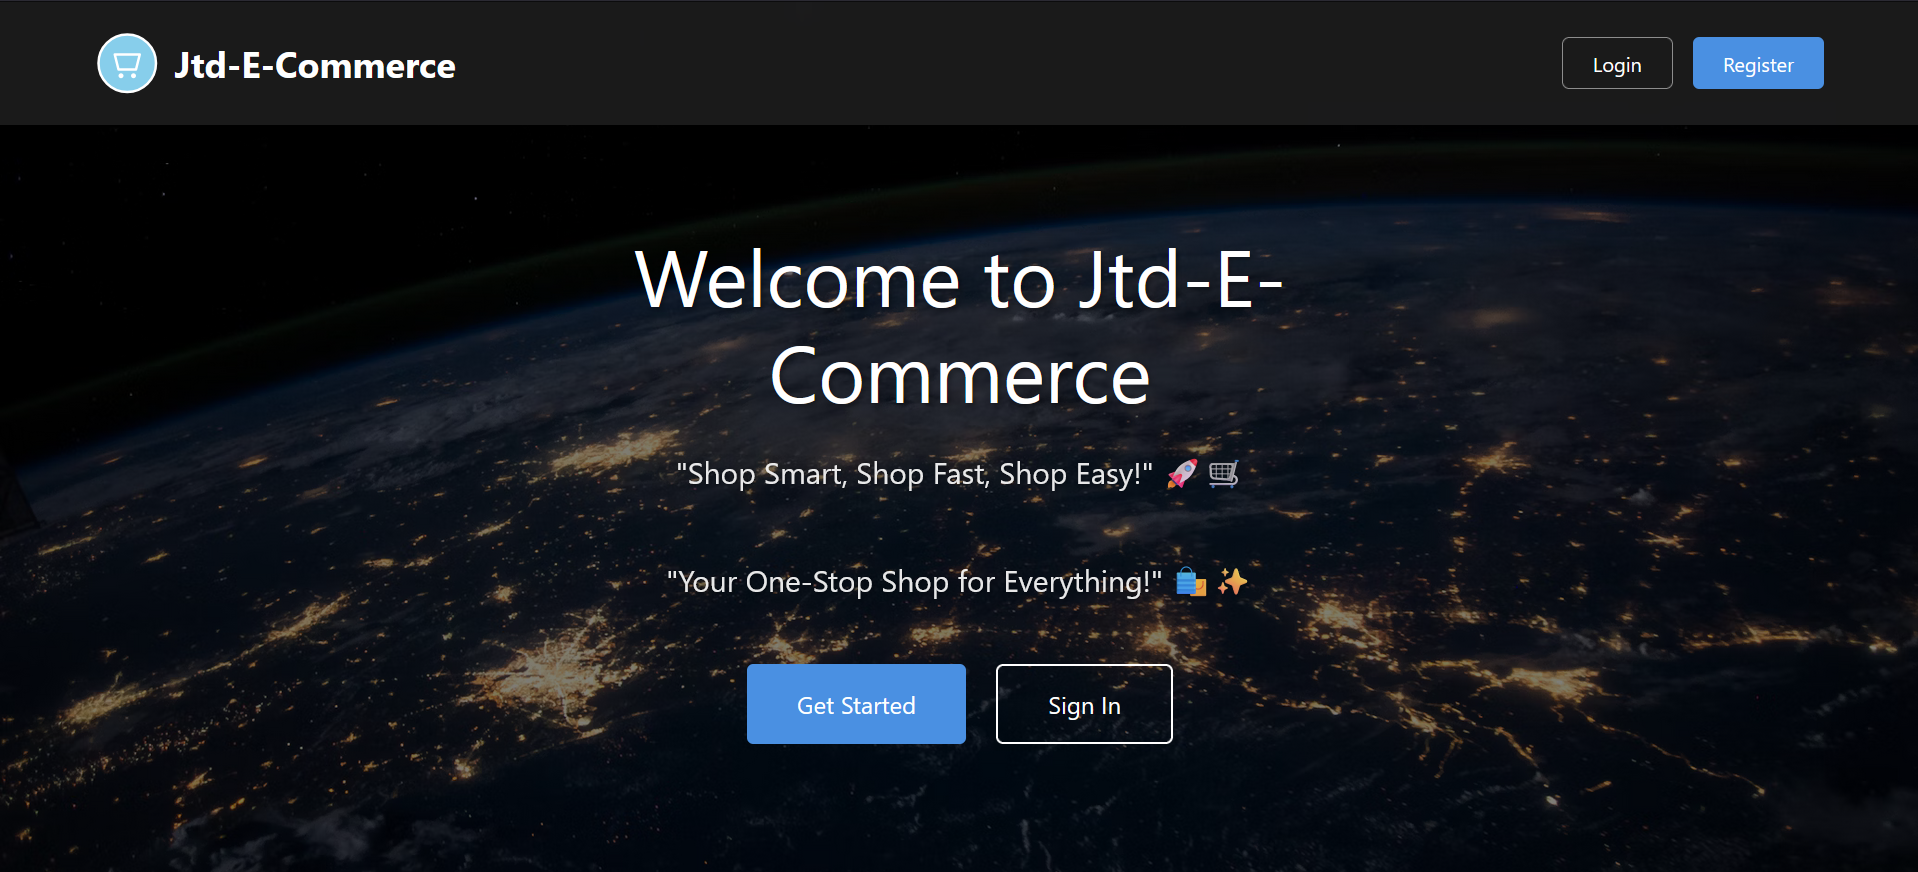 Jtd-E-Commerce
Login
Register
Welcome to Jtd-E-
Commerce
"Shop Smart, Shop Fast, Shop Easy!" 🚀 🛒
"Your One-Stop Shop for Everything!" 🛍️ ✨
Get Started
Sign In